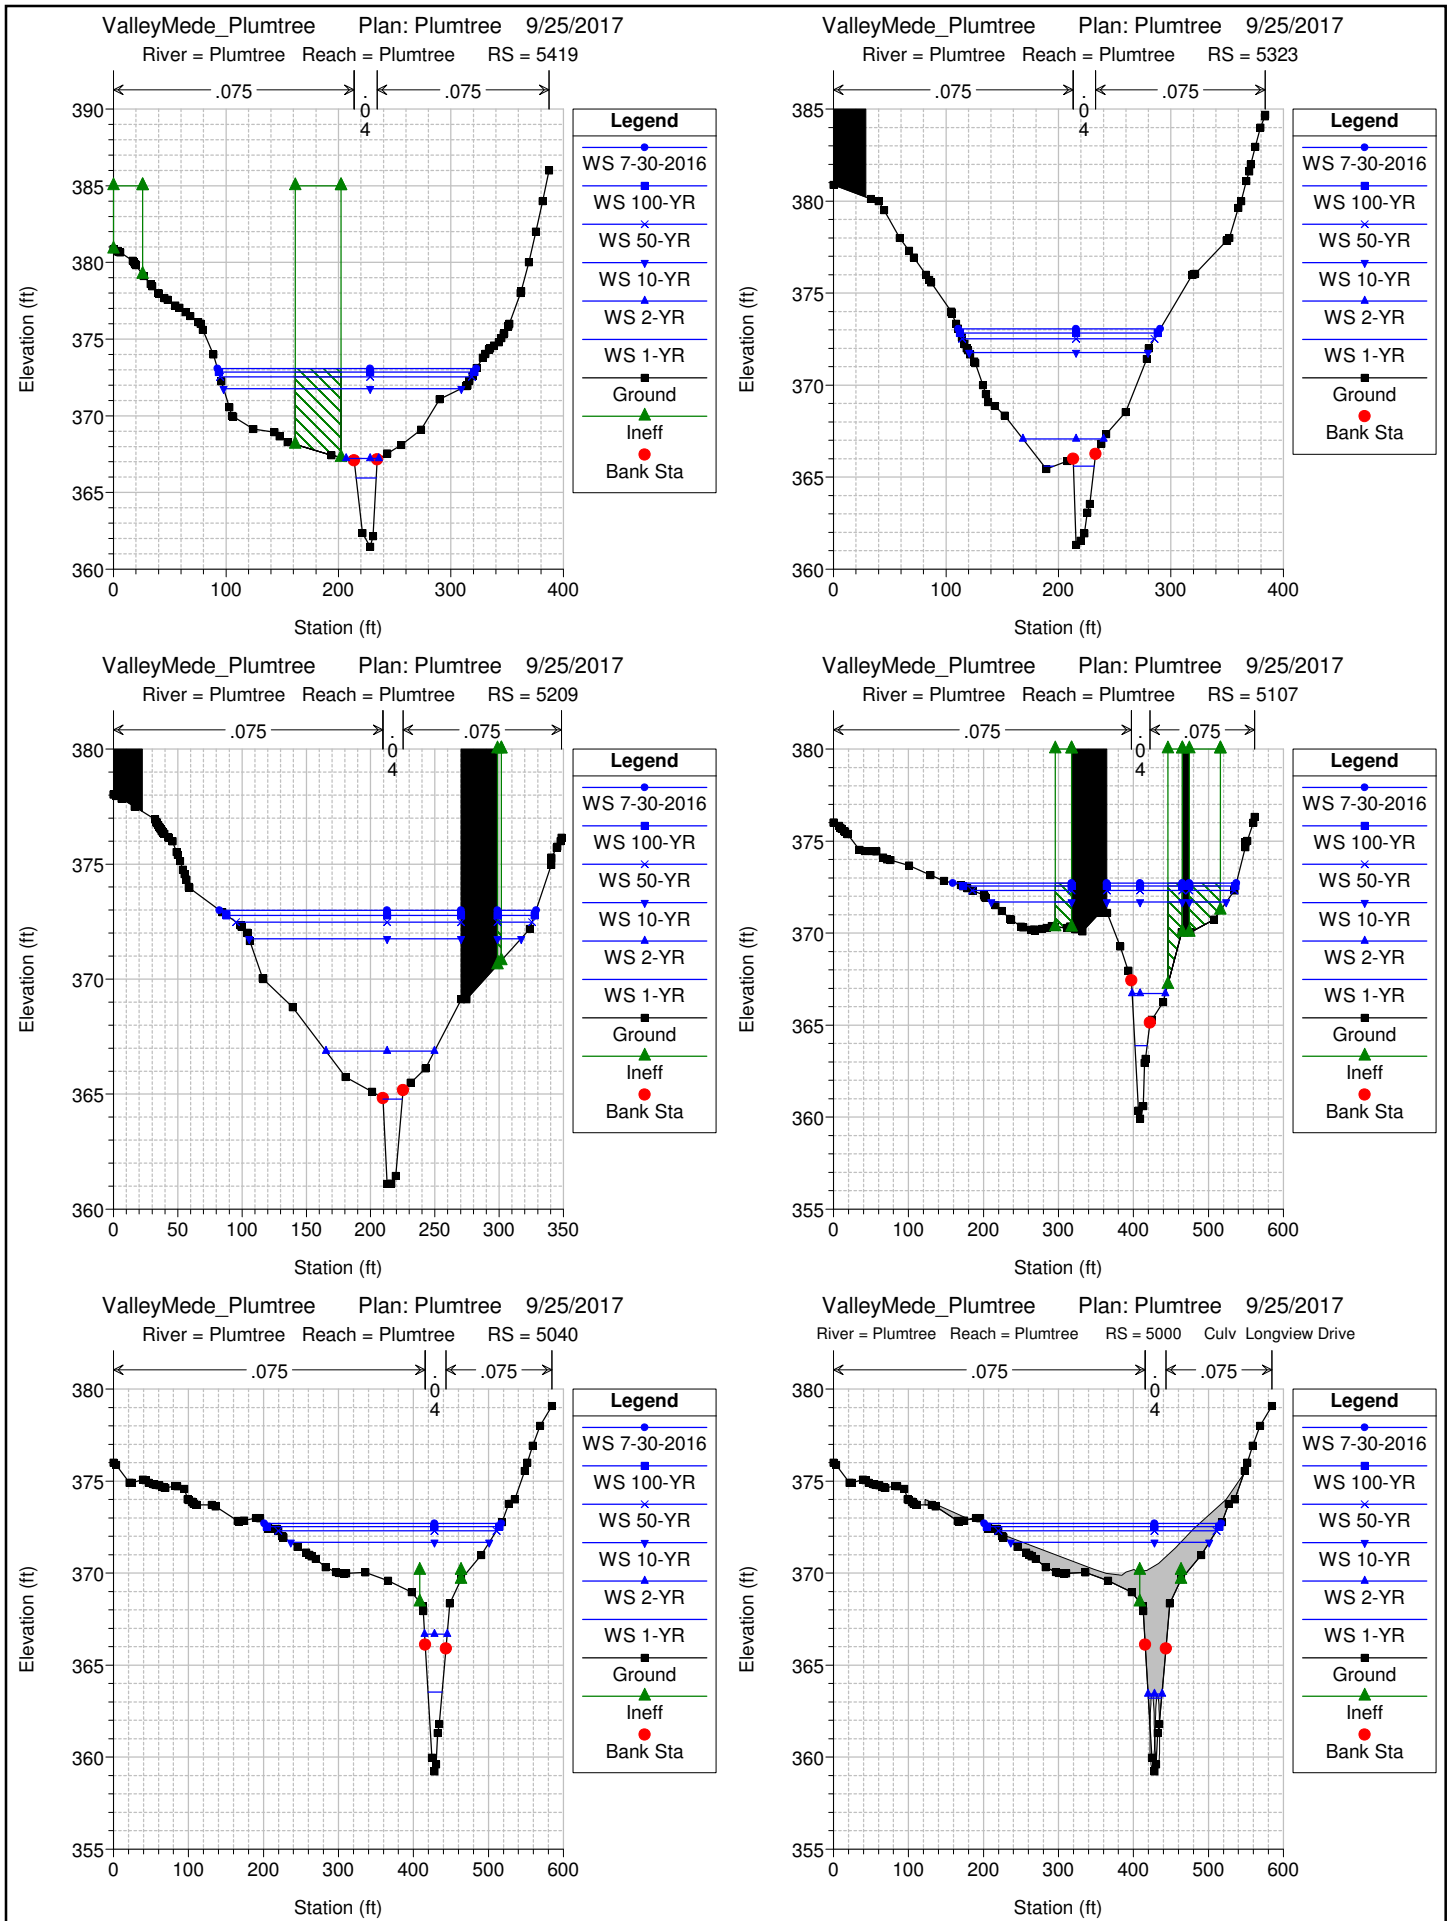 ValleyMede_Plumtree Plan: Plumtree 9/25/2017
River = Plumtree Reach = Plumtree RS = 5419
.075 .04 .075
390
385
380
375
370
365
360
0 100 200 300 400
Elevation (ft)
Station (ft)
Legend
WS 7-30-2016
WS 100-YR
WS 50-YR
WS 10-YR
WS 2-YR
WS 1-YR
Ground
Ineff
Bank Sta
ValleyMede_Plumtree Plan: Plumtree 9/25/2017
River = Plumtree Reach = Plumtree RS = 5323
.075 .04 .075
385
380
375
370
365
360
0 100 200 300 400
Elevation (ft)
Station (ft)
Legend
WS 7-30-2016
WS 100-YR
WS 50-YR
WS 10-YR
WS 2-YR
WS 1-YR
Ground
Bank Sta
ValleyMede_Plumtree Plan: Plumtree 9/25/2017
River = Plumtree Reach = Plumtree RS = 5209
.075 .04 .075
380
375
370
365
360
0 50 100 150 200 250 300 350
Elevation (ft)
Station (ft)
Legend
WS 7-30-2016
WS 100-YR
WS 50-YR
WS 10-YR
WS 2-YR
WS 1-YR
Ground
Ineff
Bank Sta
ValleyMede_Plumtree Plan: Plumtree 9/25/2017
River = Plumtree Reach = Plumtree RS = 5107
.075 .04 .075
380
375
370
365
360
355
0 100 200 300 400 500 600
Elevation (ft)
Station (ft)
Legend
WS 7-30-2016
WS 100-YR
WS 50-YR
WS 10-YR
WS 2-YR
WS 1-YR
Ground
Ineff
Bank Sta
ValleyMede_Plumtree Plan: Plumtree 9/25/2017
River = Plumtree Reach = Plumtree RS = 5040
.075 .04 .075
380
375
370
365
360
355
0 100 200 300 400 500 600
Elevation (ft)
Station (ft)
Legend
WS 7-30-2016
WS 100-YR
WS 50-YR
WS 10-YR
WS 2-YR
WS 1-YR
Ground
Ineff
Bank Sta
ValleyMede_Plumtree Plan: Plumtree 9/25/2017
River = Plumtree Reach = Plumtree RS = 5000 Culv Longview Drive
.075 .04 .075
380
375
370
365
360
355
0 100 200 300 400 500 600
Elevation (ft)
Station (ft)
Legend
WS 7-30-2016
WS 100-YR
WS 50-YR
WS 10-YR
WS 2-YR
WS 1-YR
Ground
Ineff
Bank Sta